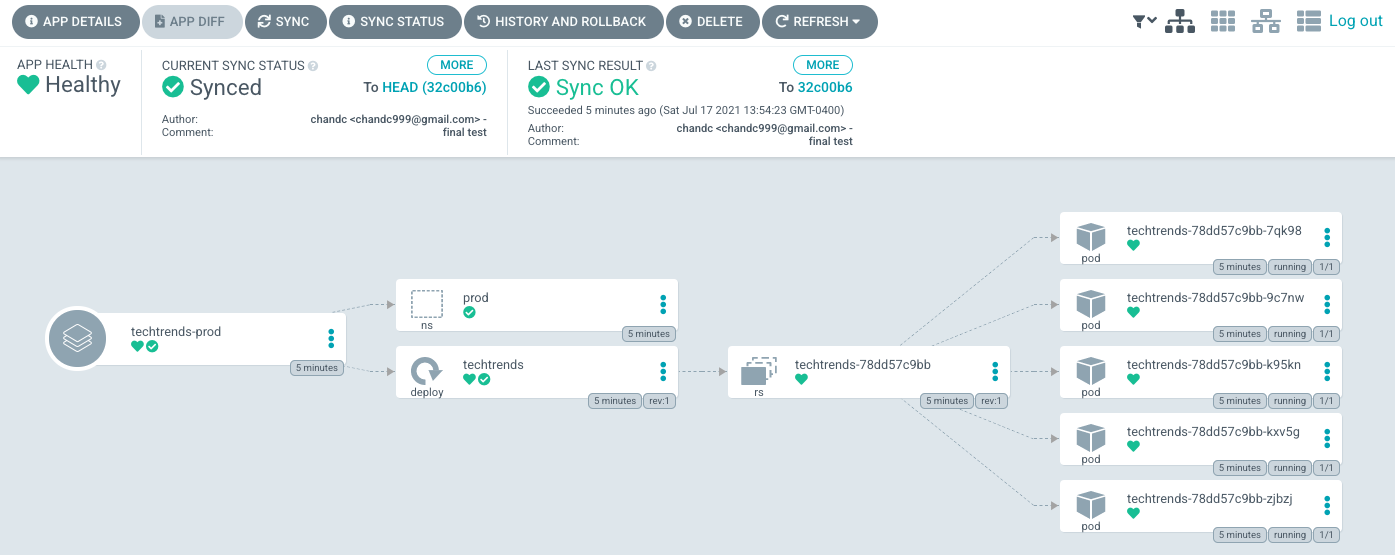 APP DETAILS APP DIFF SYNC SYNC STATUS HISTORY AND ROLLBACK DELETE REFRESH Log out
APP HEALTH
Healthy
CURRENT SYNC STATUS MORE
Synced To HEAD (32c00b6)
Author: chandc <chandc999@gmail.com> -
Comment: final test
LAST SYNC RESULT MORE
Sync OK To 32c00b6
Succeeded 5 minutes ago (Sat Jul 17 2021 13:54:23 GMT-0400)
Author: chandc <chandc999@gmail.com> -
Comment: final test
techtrends-prod
5 minutes
prod
ns
5 minutes
techtrends
deploy
5 minutes rev:1
techtrends-78dd57c9bb
rs
5 minutes rev:1
techtrends-78dd57c9bb-7qk98
pod
5 minutes running 1/1
techtrends-78dd57c9bb-9c7nw
pod
5 minutes running 1/1
techtrends-78dd57c9bb-k95kn
pod
5 minutes running 1/1
techtrends-78dd57c9bb-kxv5g
pod
5 minutes running 1/1
techtrends-78dd57c9bb-zjbzj
pod
5 minutes running 1/1